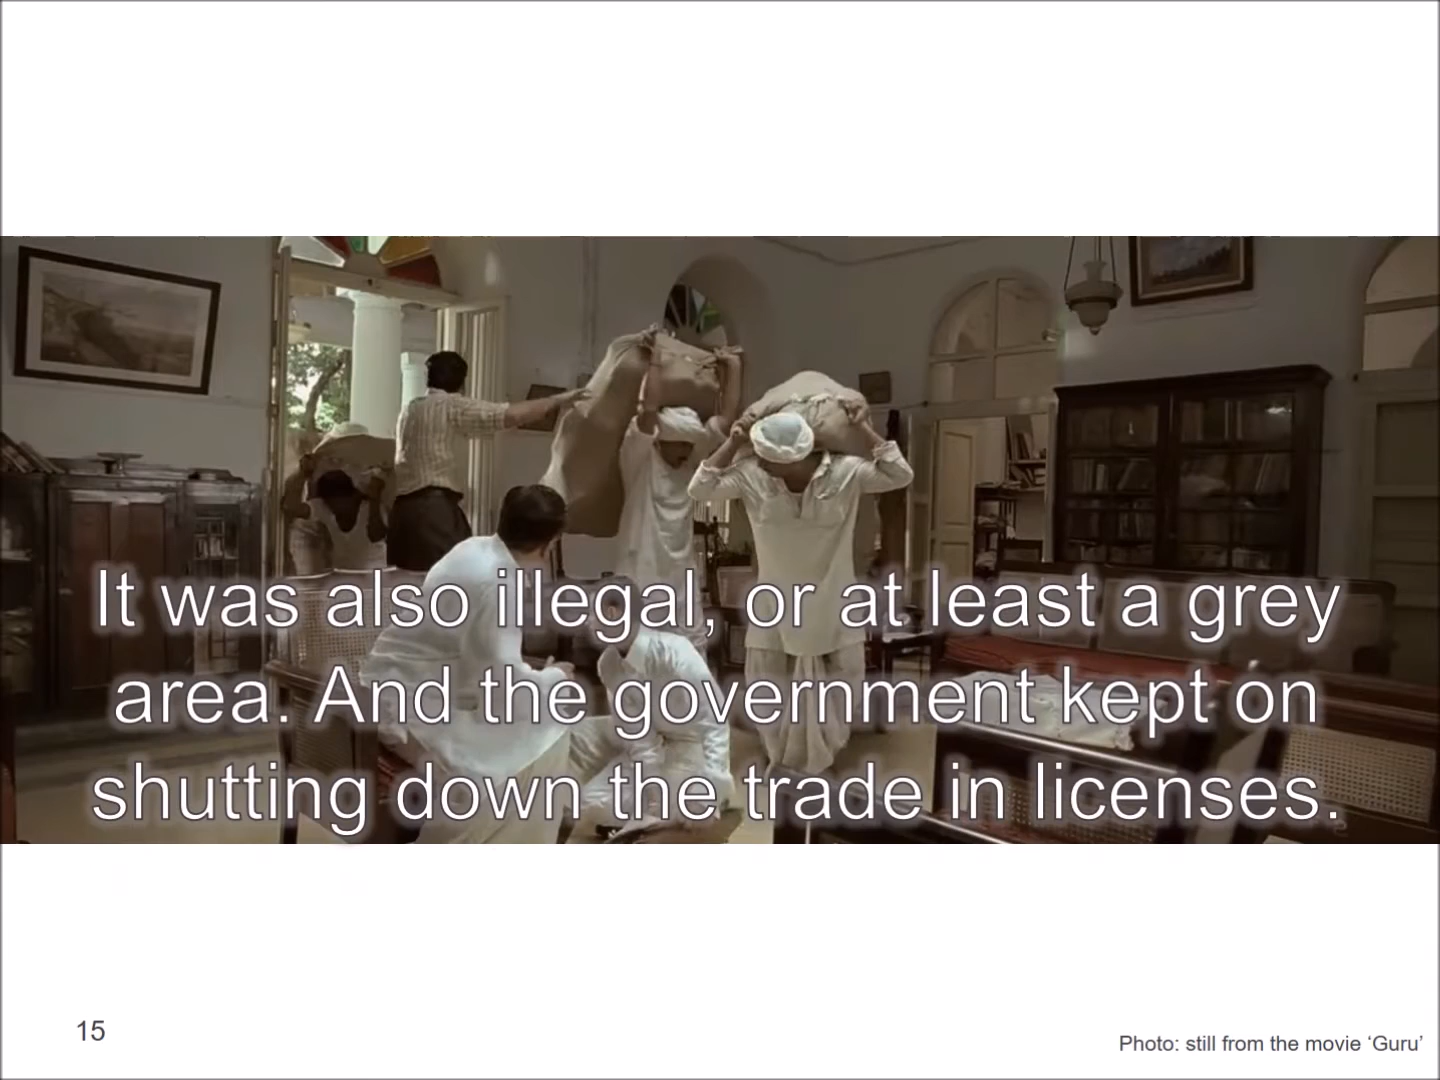 It was also illegal, or at least a grey
area. And the government kept on
shutting down the trade in licenses.
15
Photo: still from the movie ‘Guru’